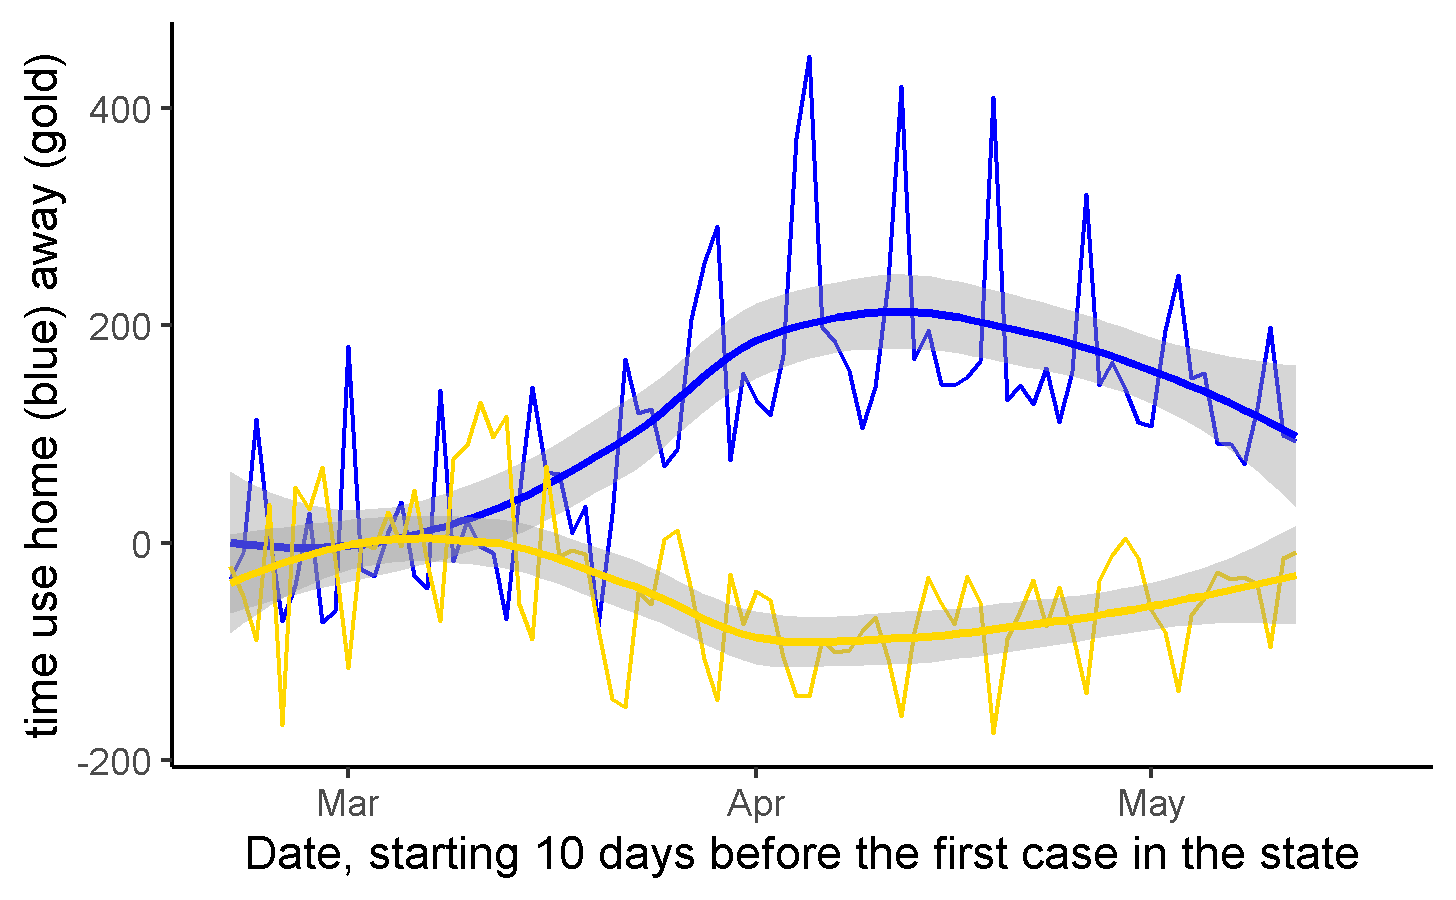 time use home (blue) away (gold)
400
200
0
-200
Mar
Apr
May
Date, starting 10 days before the first case in the state